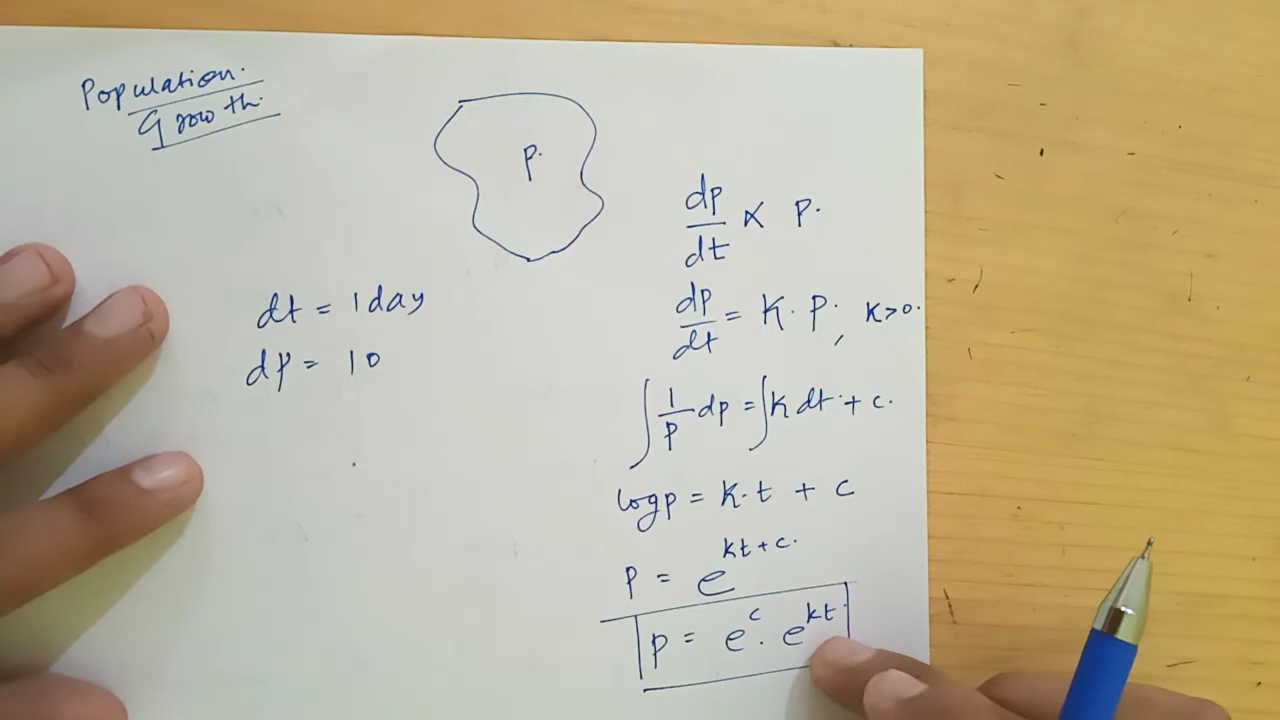 Population.
Growth.
P.
dt = 1 day
dp = 10
dp/dt ∝ P.
dp/dt = K. P. , K>0.
∫ 1/p dp = ∫ K dt + c.
log p = K. t + c
P = e^{kt+c.}
P = e^c . e^{kt}